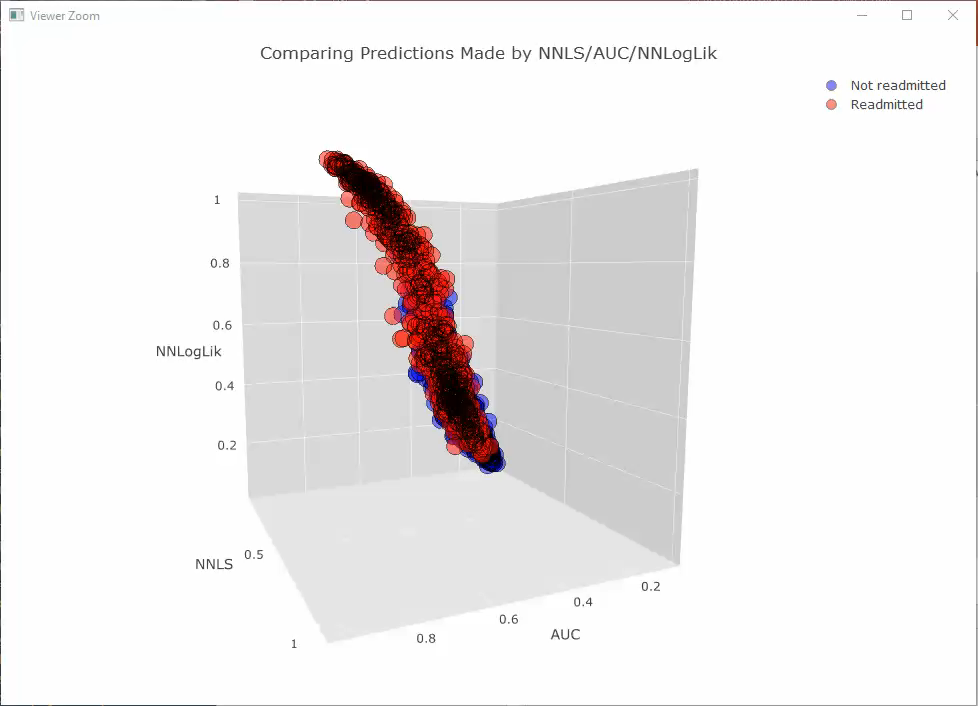 Viewer Zoom
Comparing Predictions Made by NNLS/AUC/NNLogLik
Not readmitted
Readmitted
1
0.8
0.6
NNLogLik
0.4
0.2
0.5
NNLS
1
0.8
0.6
0.4
0.2
AUC